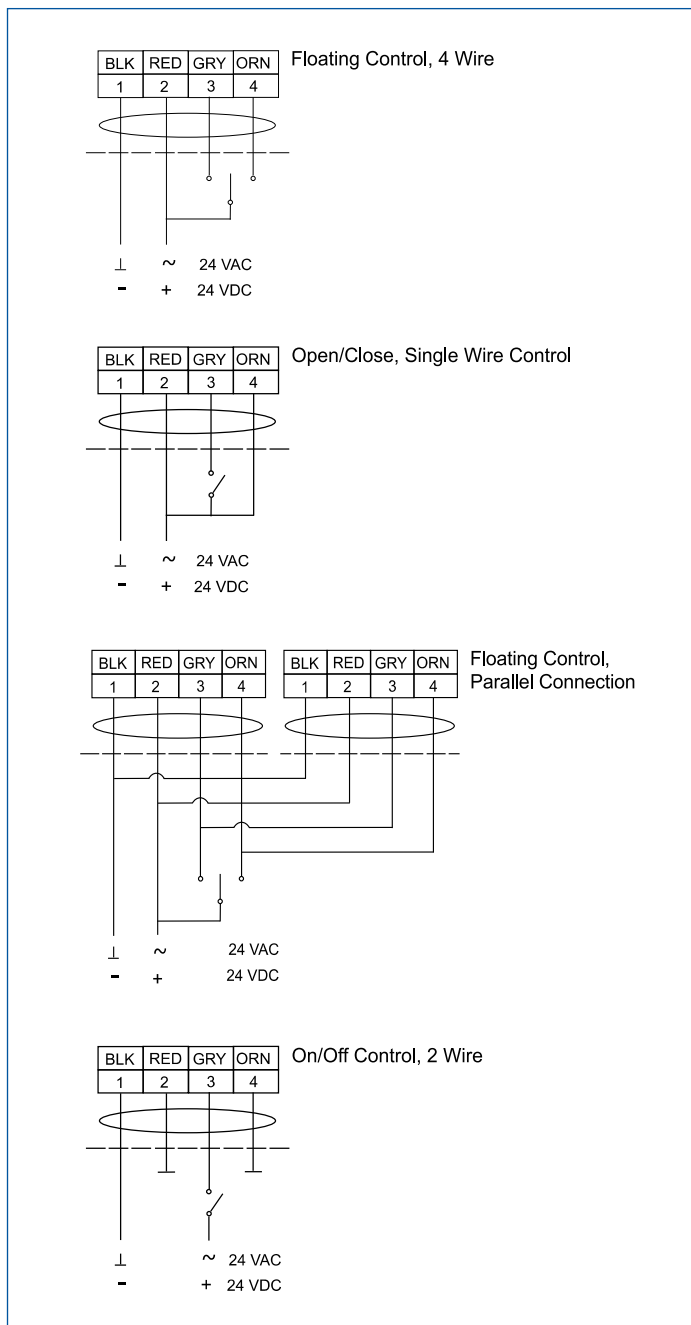 BLK RED GRY ORN Floating Control, 4 Wire
1 2 3 4
⊥ ~ 24 VAC
- + 24 VDC
BLK RED GRY ORN Open/Close, Single Wire Control
1 2 3 4
⊥ ~ 24 VAC
- + 24 VDC
BLK RED GRY ORN BLK RED GRY ORN Floating Control,
1 2 3 4 1 2 3 4 Parallel Connection
⊥ ~ 24 VAC
- + 24 VDC
BLK RED GRY ORN On/Off Control, 2 Wire
1 2 3 4
⊥ ~ 24 VAC
- + 24 VDC